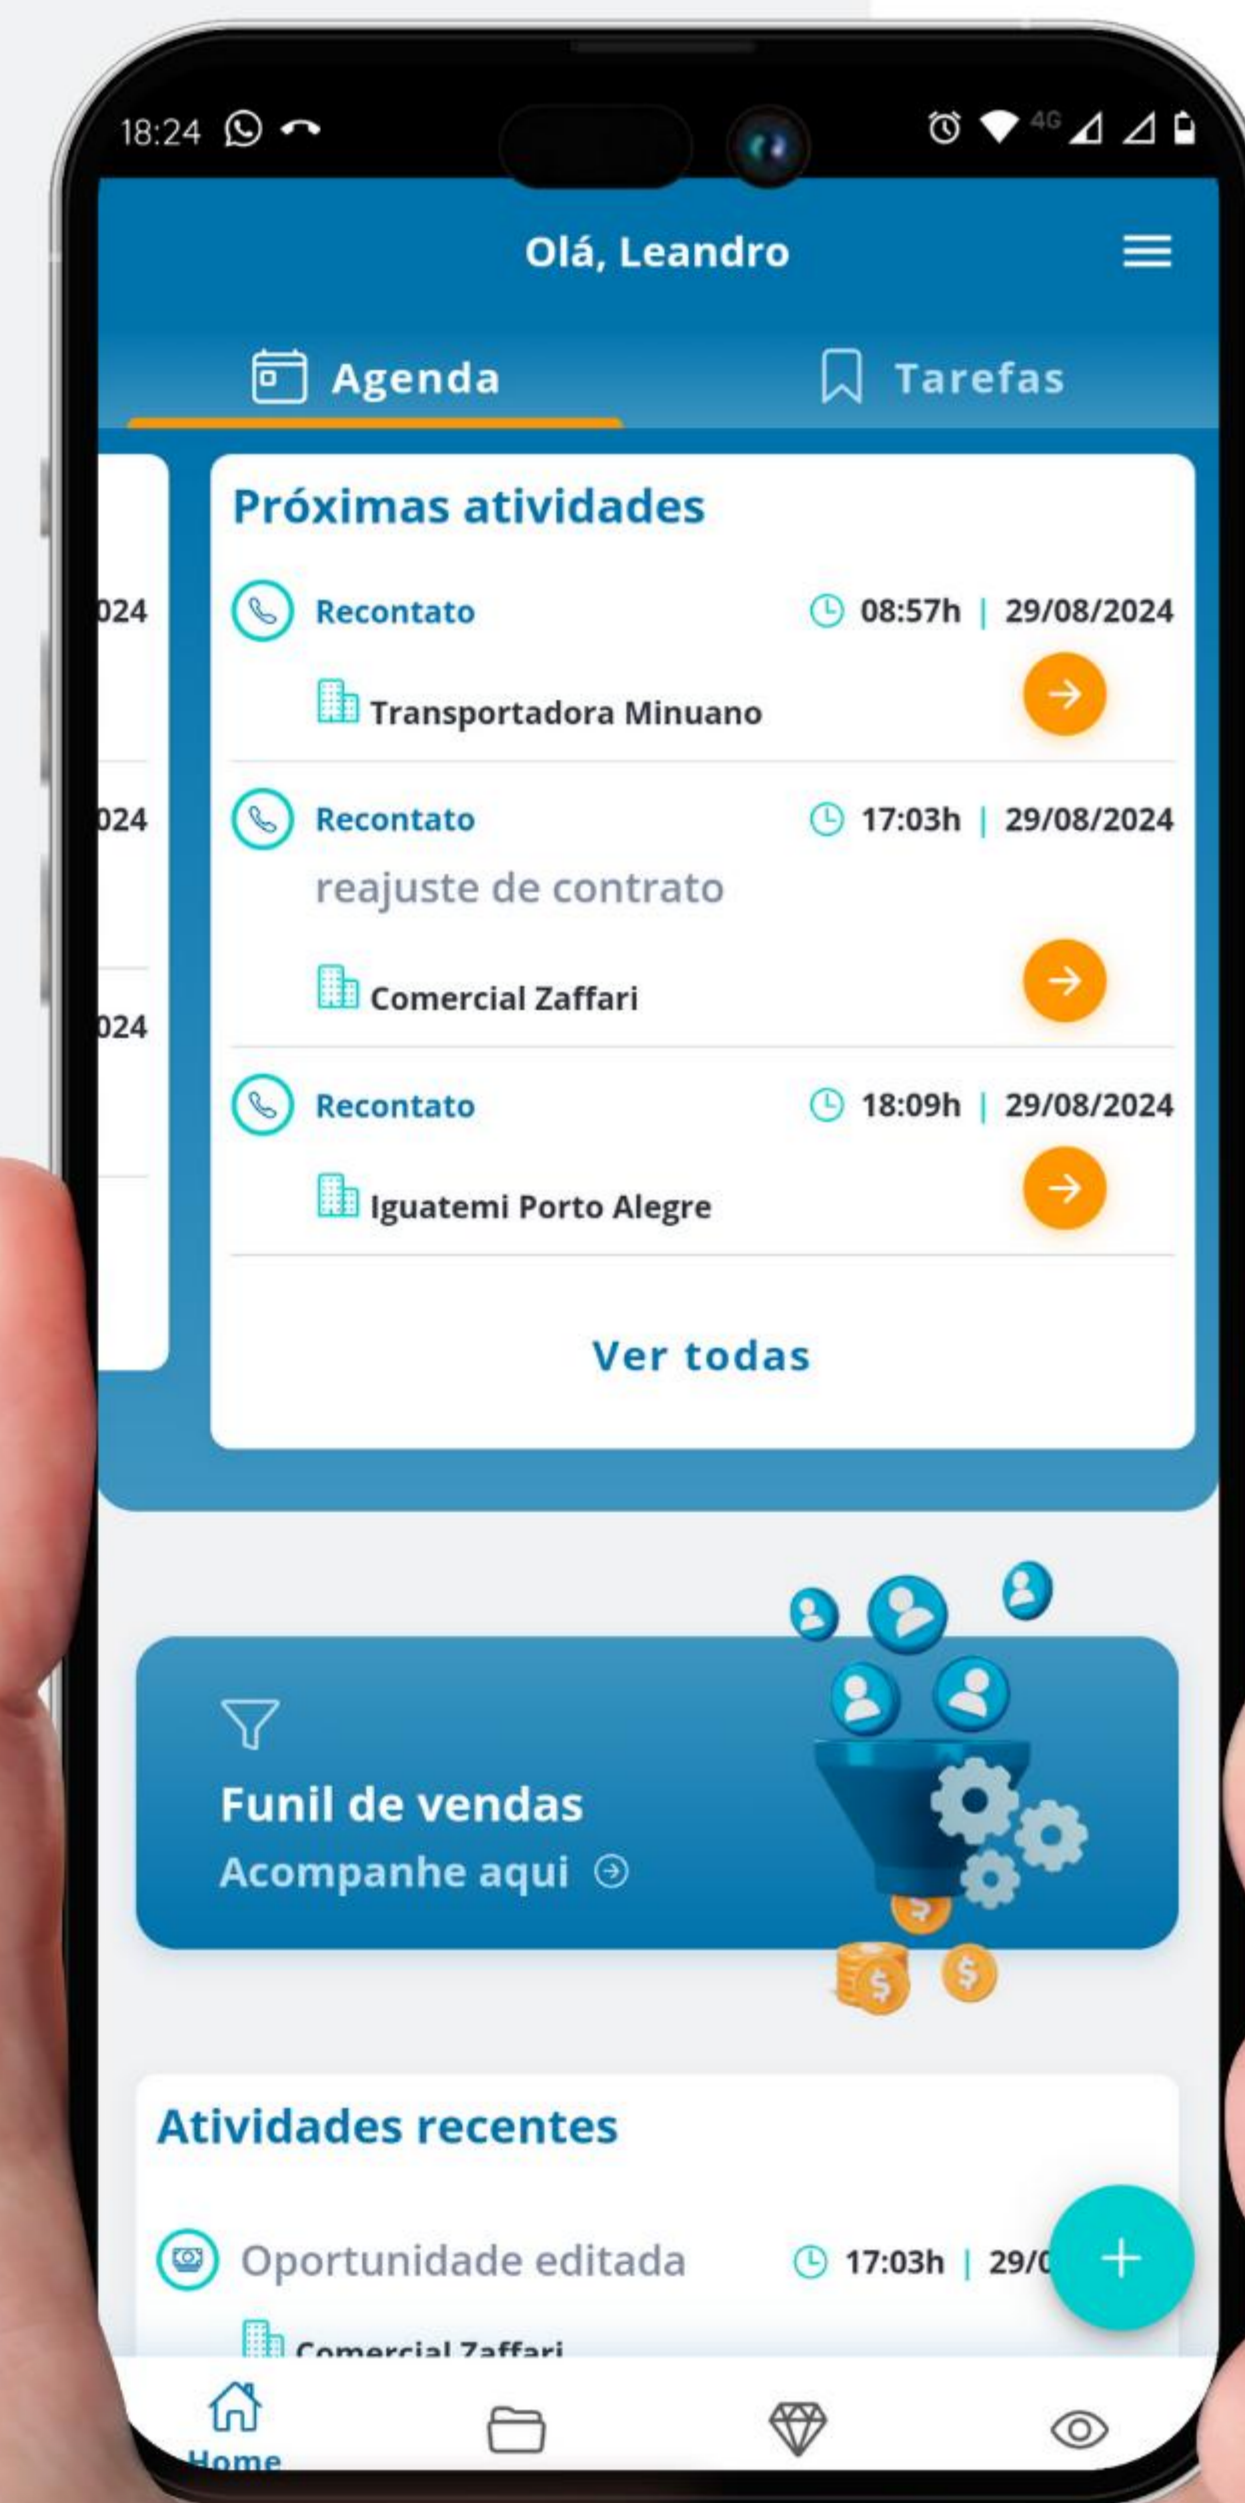 18:24
4G
Olá, Leandro
Agenda
Tarefas
Próximas atividades
024
Recontato
08:57h | 29/08/2024
Transportadora Minuano
024
Recontato
17:03h | 29/08/2024
reajuste de contrato
Comercial Zaffari
024
Recontato
18:09h | 29/08/2024
Iguatemi Porto Alegre
Ver todas
Funil de vendas
Acompanhe aqui
$
$
$
Atividades recentes
Oportunidade editada
17:03h | 29/0
Comercial Zaffari
Home